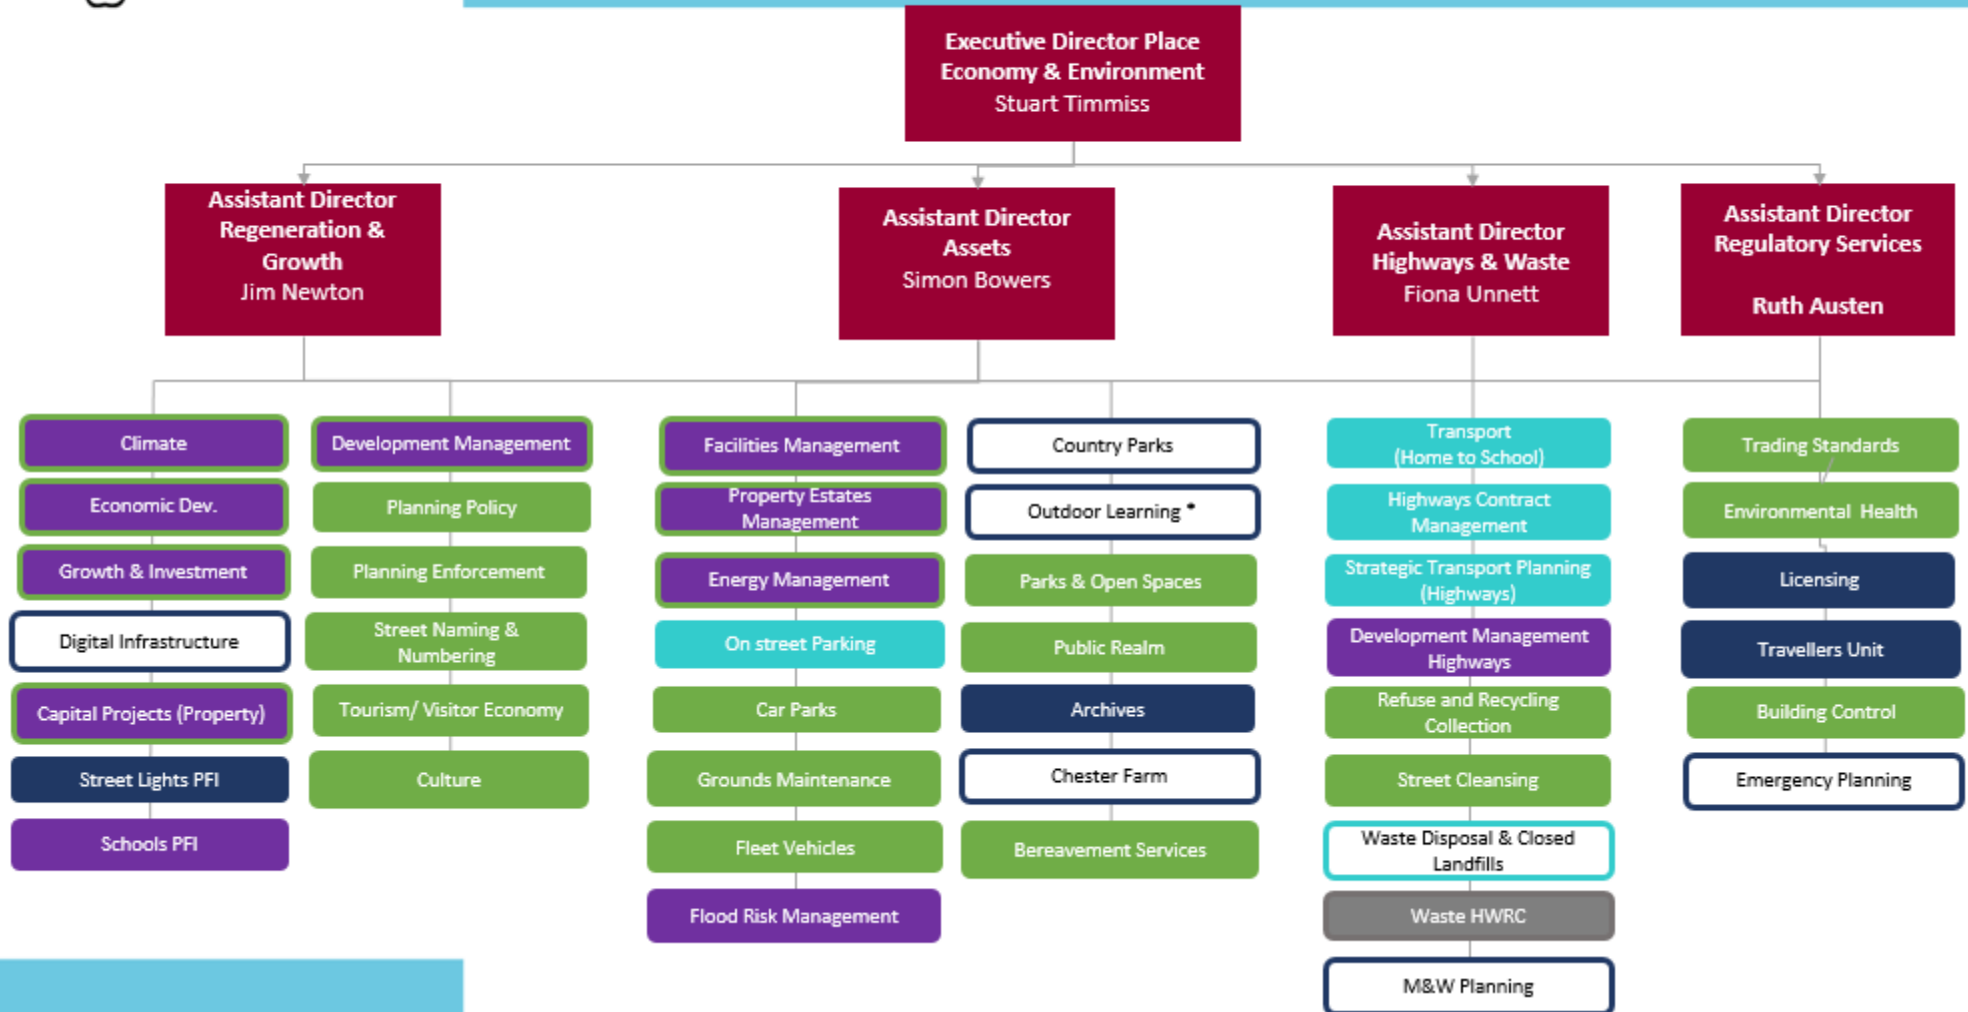 Executive Director Place
Economy & Environment
Stuart Timmiss
Assistant Director
Regeneration &
Growth
Jim Newton
Assistant Director
Assets
Simon Bowers
Assistant Director
Highways & Waste
Fiona Unnett
Assistant Director
Regulatory Services
Ruth Austen
Climate
Economic Dev.
Growth & Investment
Digital Infrastructure
Capital Projects (Property)
Street Lights PFI
Schools PFI
Development Management
Planning Policy
Planning Enforcement
Street Naming &
Numbering
Tourism/ Visitor Economy
Culture
Facilities Management
Property Estates
Management
Energy Management
On street Parking
Car Parks
Grounds Maintenance
Fleet Vehicles
Flood Risk Management
Country Parks
Outdoor Learning *
Parks & Open Spaces
Public Realm
Archives
Chester Farm
Bereavement Services
Transport
(Home to School)
Highways Contract
Management
Strategic Transport Planning
(Highways)
Development Management
Highways
Refuse and Recycling
Collection
Street Cleansing
Waste Disposal & Closed
Landfills
Waste HWRC
M&W Planning
Trading Standards
Environmental  Health
Licensing
Travellers Unit
Building Control
Emergency Planning